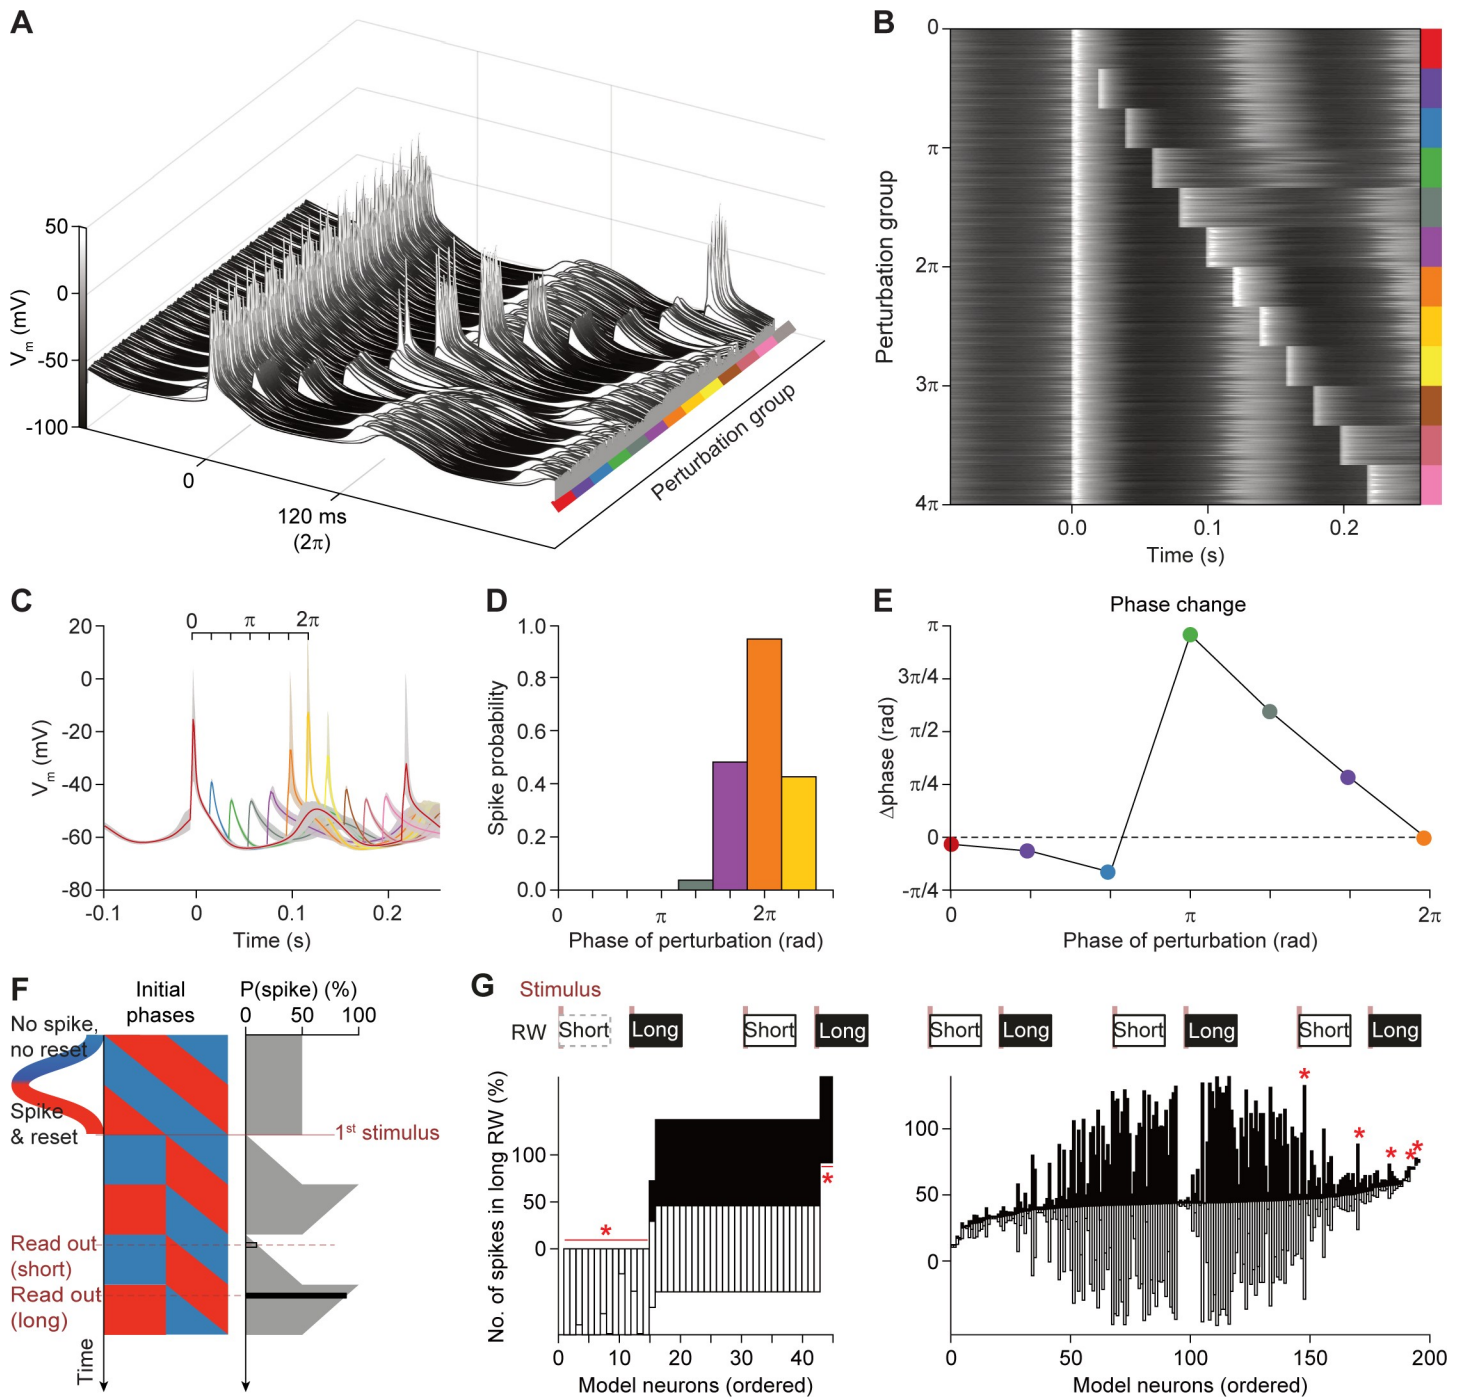 A
50
0
-50
-100
Vm (mV)
0
120 ms
(2π)
Perturbation group
B
0
π
2π
3π
4π
Perturbation group
0.0
0.1
0.2
Time (s)
C
0
π
2π
20
0
-20
-40
-60
-80
Vm (mV)
-0.1
0
0.1
0.2
Time (s)
D
1.0
0.8
0.6
0.4
0.2
0.0
Spike probability
0
π
2π
Phase of perturbation (rad)
E
Phase change
π
3π/4
π/2
π/4
0
-π/4
Δphase (rad)
0
π
2π
Phase of perturbation (rad)
F
Initial
phases
P(spike) (%)
0
50
100
No spike,
no reset
Spike
& reset
1st stimulus
Read out
(short)
Read out
(long)
Time
G
Stimulus
RW
Short
Long
Short
Long
Short
Long
Short
Long
Short
Long
No. of spikes in long RW (%)
100
50
0
*
*
0
10
20
30
40
Model neurons (ordered)
100
50
0
*
*
*
*
*
0
50
100
150
200
Model neurons (ordered)